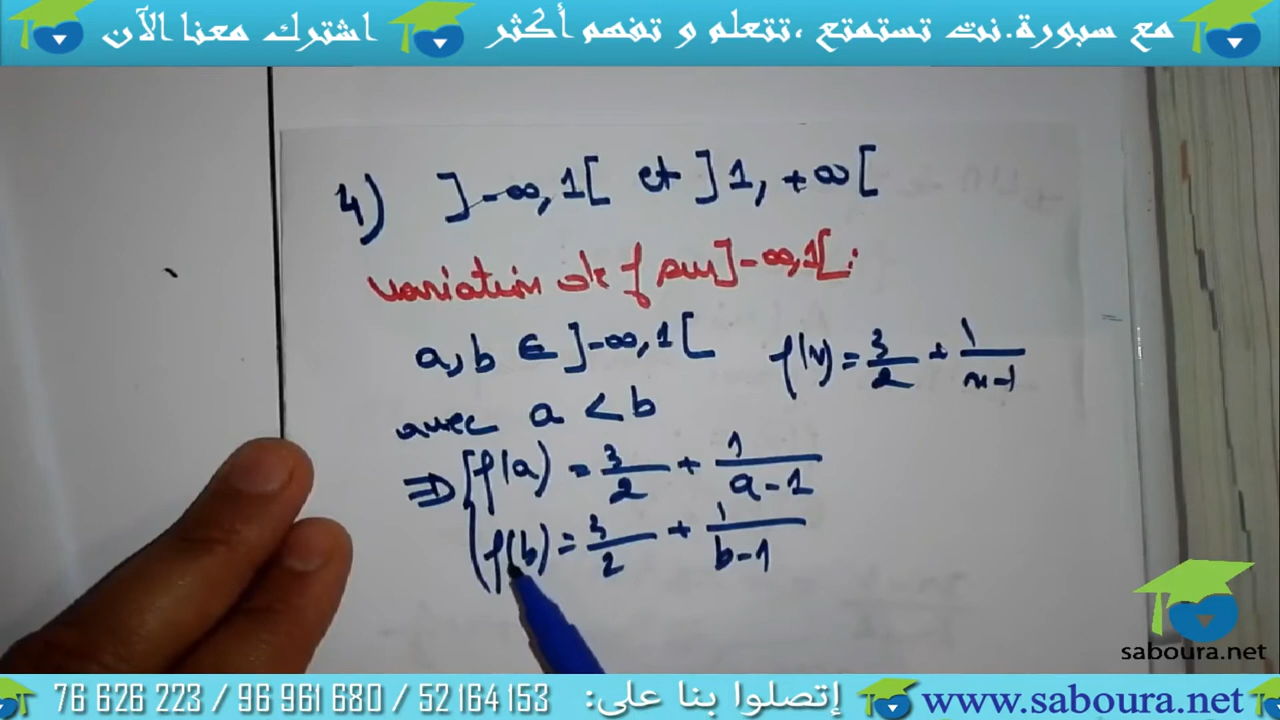 مع سبورة.نت تستمتع ،تتعلم و تفهم أكثر اشترك معنا الآن
4) ]-∞, 1[ et ]1, +∞[
variation de f sur ]-∞, 1[:
a, b ∈ ]-∞, 1[ f(x) = 3/2 + 1/(x-1)
avec a < b
⇒ { f(a) = 3/2 + 1/(a-1)
f(b) = 3/2 + 1/(b-1)
saboura.net
76 626 223 / 96 961 680 / 52 164 153 إتصلوا بنا على: www.saboura.net